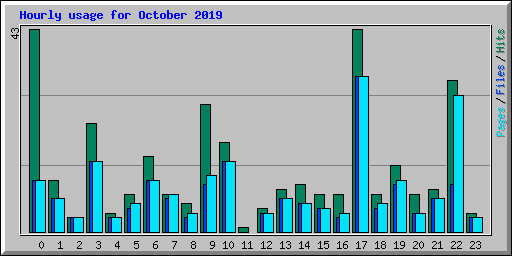 Hourly usage for October 2019
43
Pages/Files/Hits
0 1 2 3 4 5 6 7 8 9 10 11 12 13 14 15 16 17 18 19 20 21 22 23